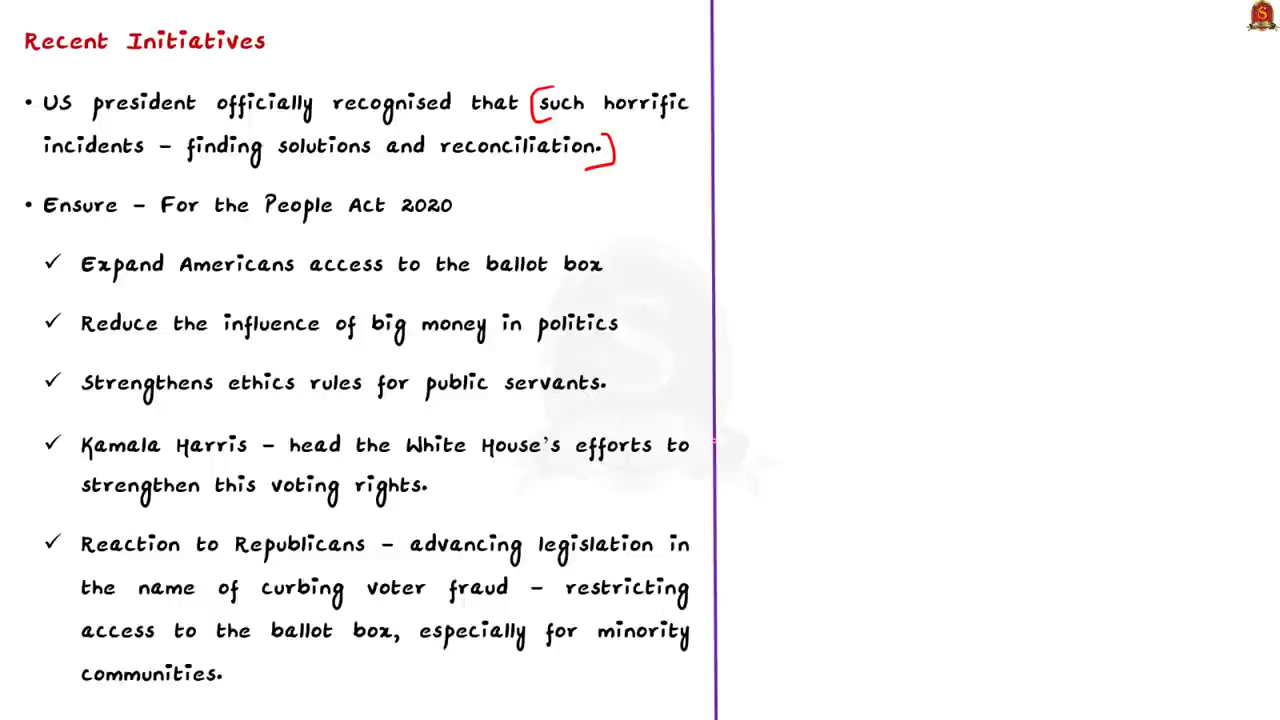 Recent Initiatives
• US president officially recognised that such horrific
incidents – finding solutions and reconciliation.
• Ensure – For the People Act 2020
✓ Expand Americans access to the ballot box
✓ Reduce the influence of big money in politics
✓ Strengthens ethics rules for public servants.
✓ Kamala Harris – head the White House's efforts to
strengthen this voting rights.
✓ Reaction to Republicans – advancing legislation in
the name of curbing voter fraud – restricting
access to the ballot box, especially for minority
communities.
S
S